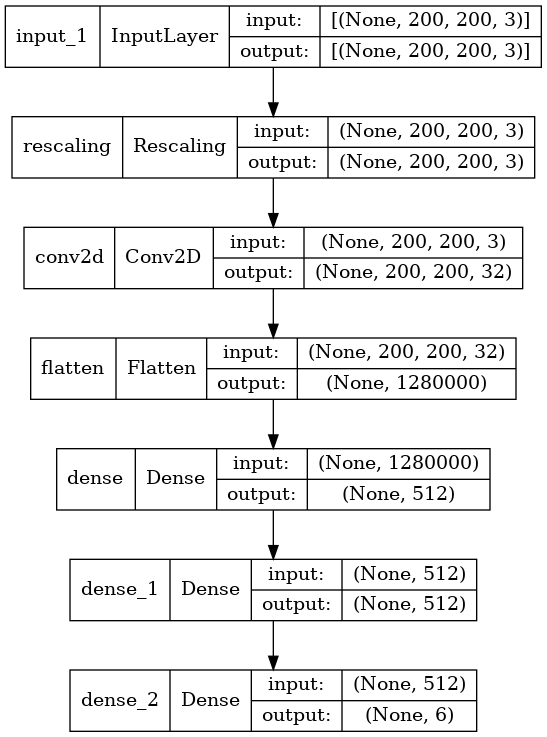 input_1 InputLayer input: [(None, 200, 200, 3)]
output: [(None, 200, 200, 3)]
rescaling Rescaling input: (None, 200, 200, 3)
output: (None, 200, 200, 3)
conv2d Conv2D input: (None, 200, 200, 3)
output: (None, 200, 200, 32)
flatten Flatten input: (None, 200, 200, 32)
output: (None, 1280000)
dense Dense input: (None, 1280000)
output: (None, 512)
dense_1 Dense input: (None, 512)
output: (None, 512)
dense_2 Dense input: (None, 512)
output: (None, 6)